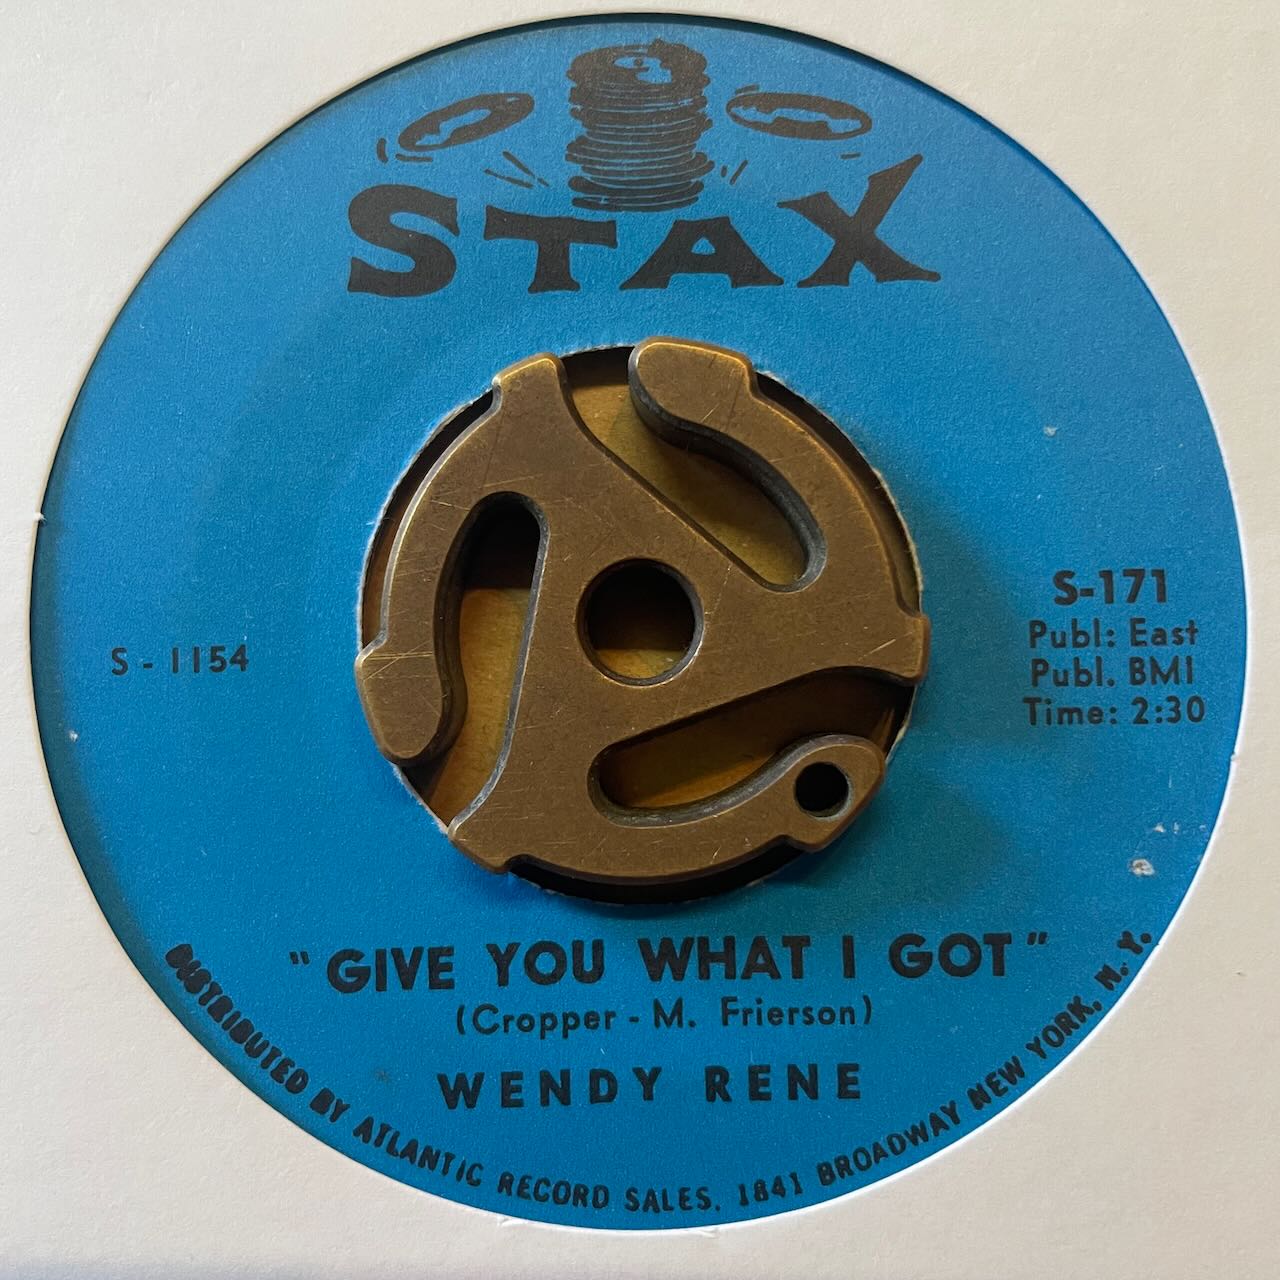 STAX
S - 1154
S-171
Publ: East
Publ. BMI
Time: 2:30
"GIVE YOU WHAT I GOT"
(Cropper - M. Frierson)
WENDY RENE
DISTRIBUTED BY ATLANTIC RECORD SALES. 1841 BROADWAY NEW YORK, N.Y.